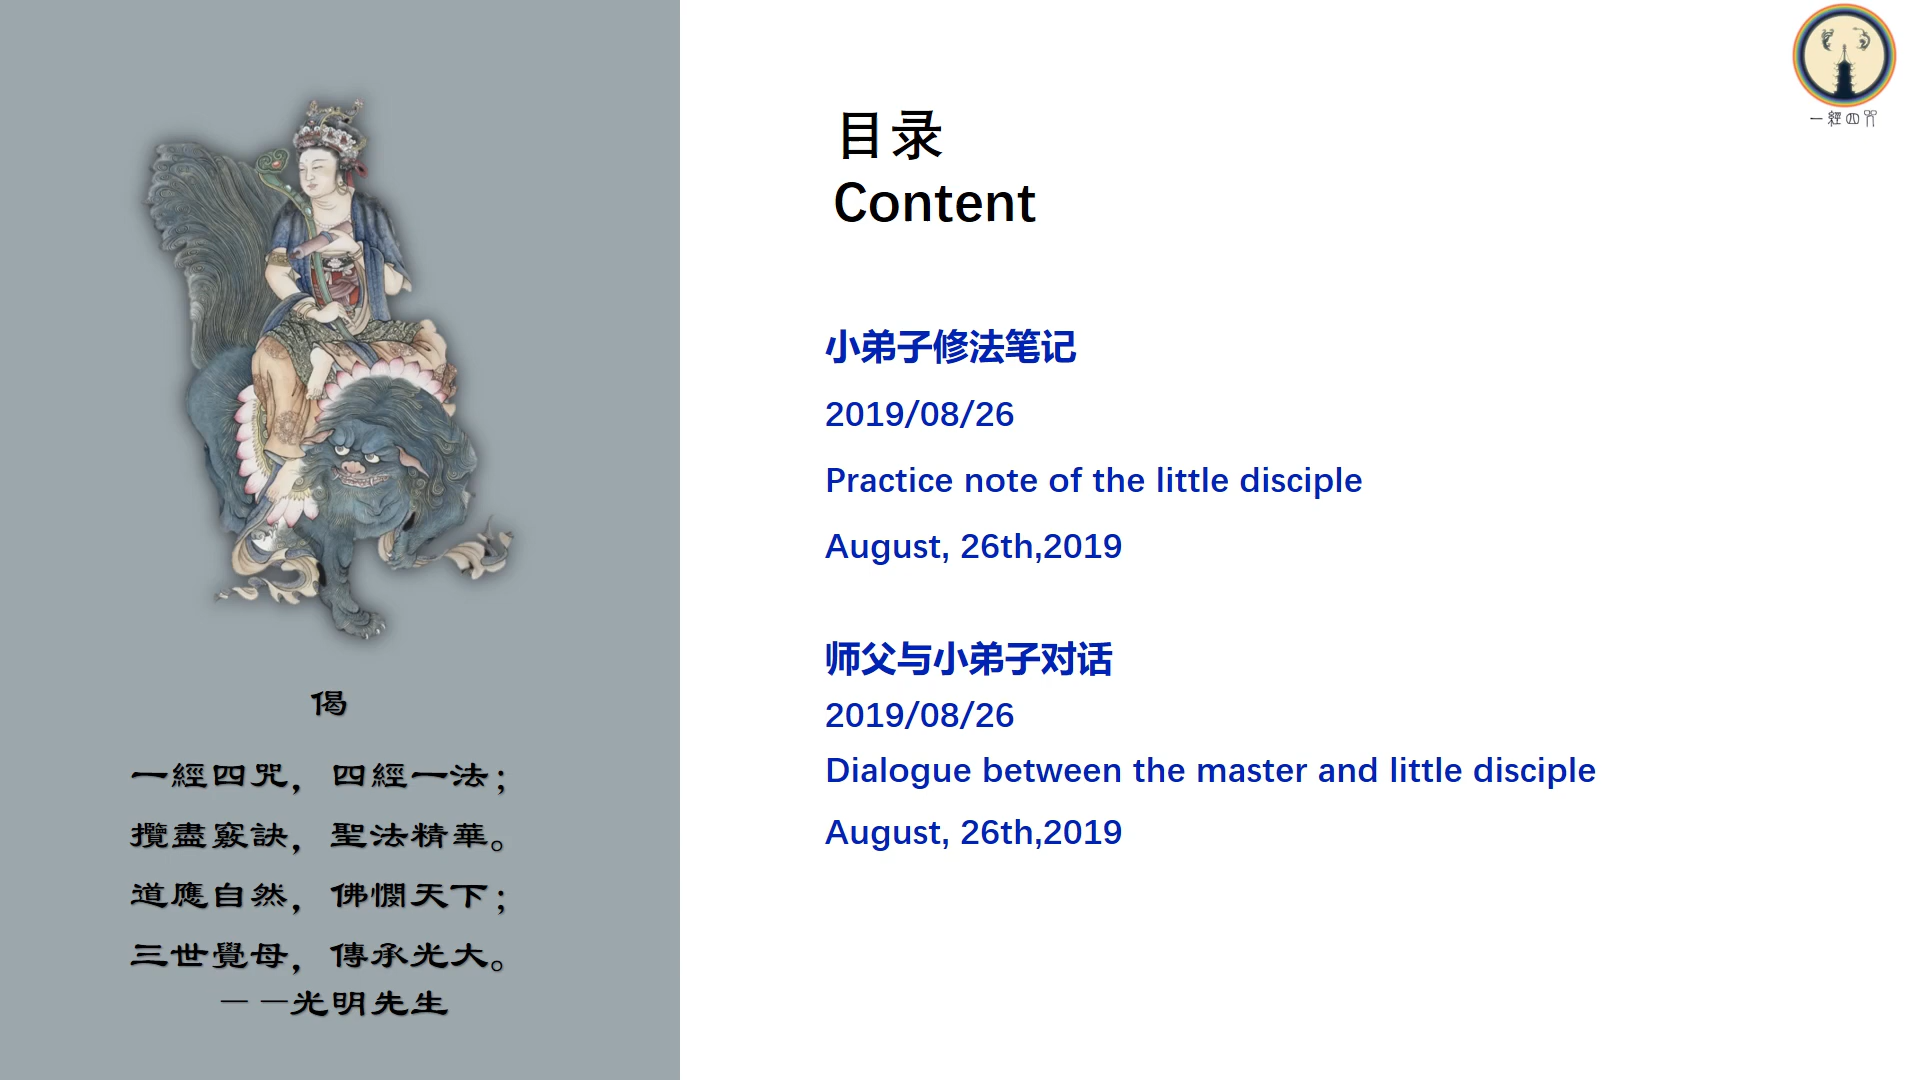 偈
一經四咒，四經一法；
攬盡竅訣，聖法精華。
道應自然，佛憫天下；
三世覺母，傳承光大。
——光明先生
一經四咒
目录
Content
小弟子修法笔记
2019/08/26
Practice note of the little disciple
August, 26th,2019
师父与小弟子对话
2019/08/26
Dialogue between the master and little disciple
August, 26th,2019